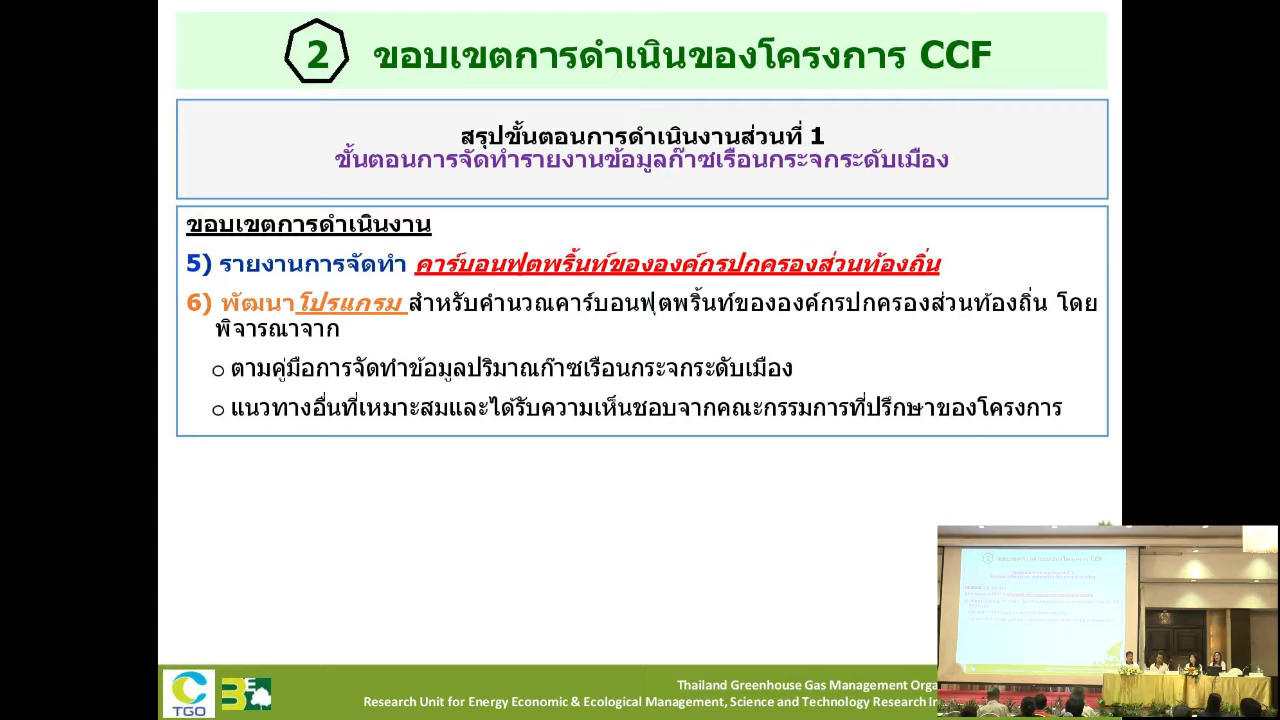 2 ขอบเขตการดำเนินของโครงการ CCF
สรุปขั้นตอนการดำเนินงานส่วนที่ 1
ขั้นตอนการจัดทำรายงานข้อมูลก๊าซเรือนกระจกระดับเมือง
ขอบเขตการดำเนินงาน
5) รายงานการจัดทำ คาร์บอนฟุตพริ้นท์ขององค์กรปกครองส่วนท้องถิ่น
6) พัฒนาโปรแกรม สำหรับคำนวณคาร์บอนฟุตพริ้นท์ขององค์กรปกครองส่วนท้องถิ่น โดย
พิจารณาจาก
o ตามคู่มือการจัดทำข้อมูลปริมาณก๊าซเรือนกระจกระดับเมือง
o แนวทางอื่นที่เหมาะสมและได้รับความเห็นชอบจากคณะกรรมการที่ปรึกษาของโครงการ
Thailand Greenhouse Gas Management
Research Unit for Energy Economic & Ecological Management, Science and Technology Research
TGO